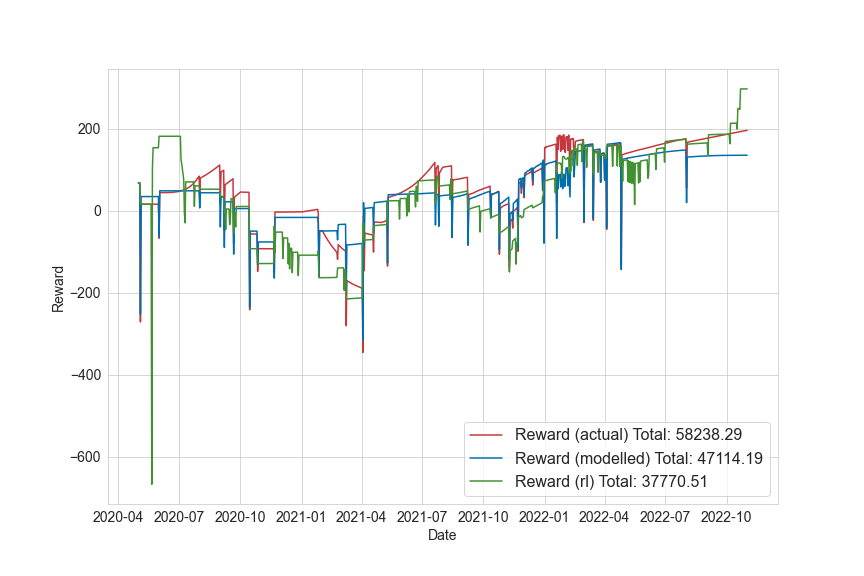 200
0
−200
−400
−600
Reward
2020-04 2020-07 2020-10 2021-01 2021-04 2021-07 2021-10 2022-01 2022-04 2022-07 2022-10
Date
Reward (actual) Total: 58238.29
Reward (modelled) Total: 47114.19
Reward (rl) Total: 37770.51